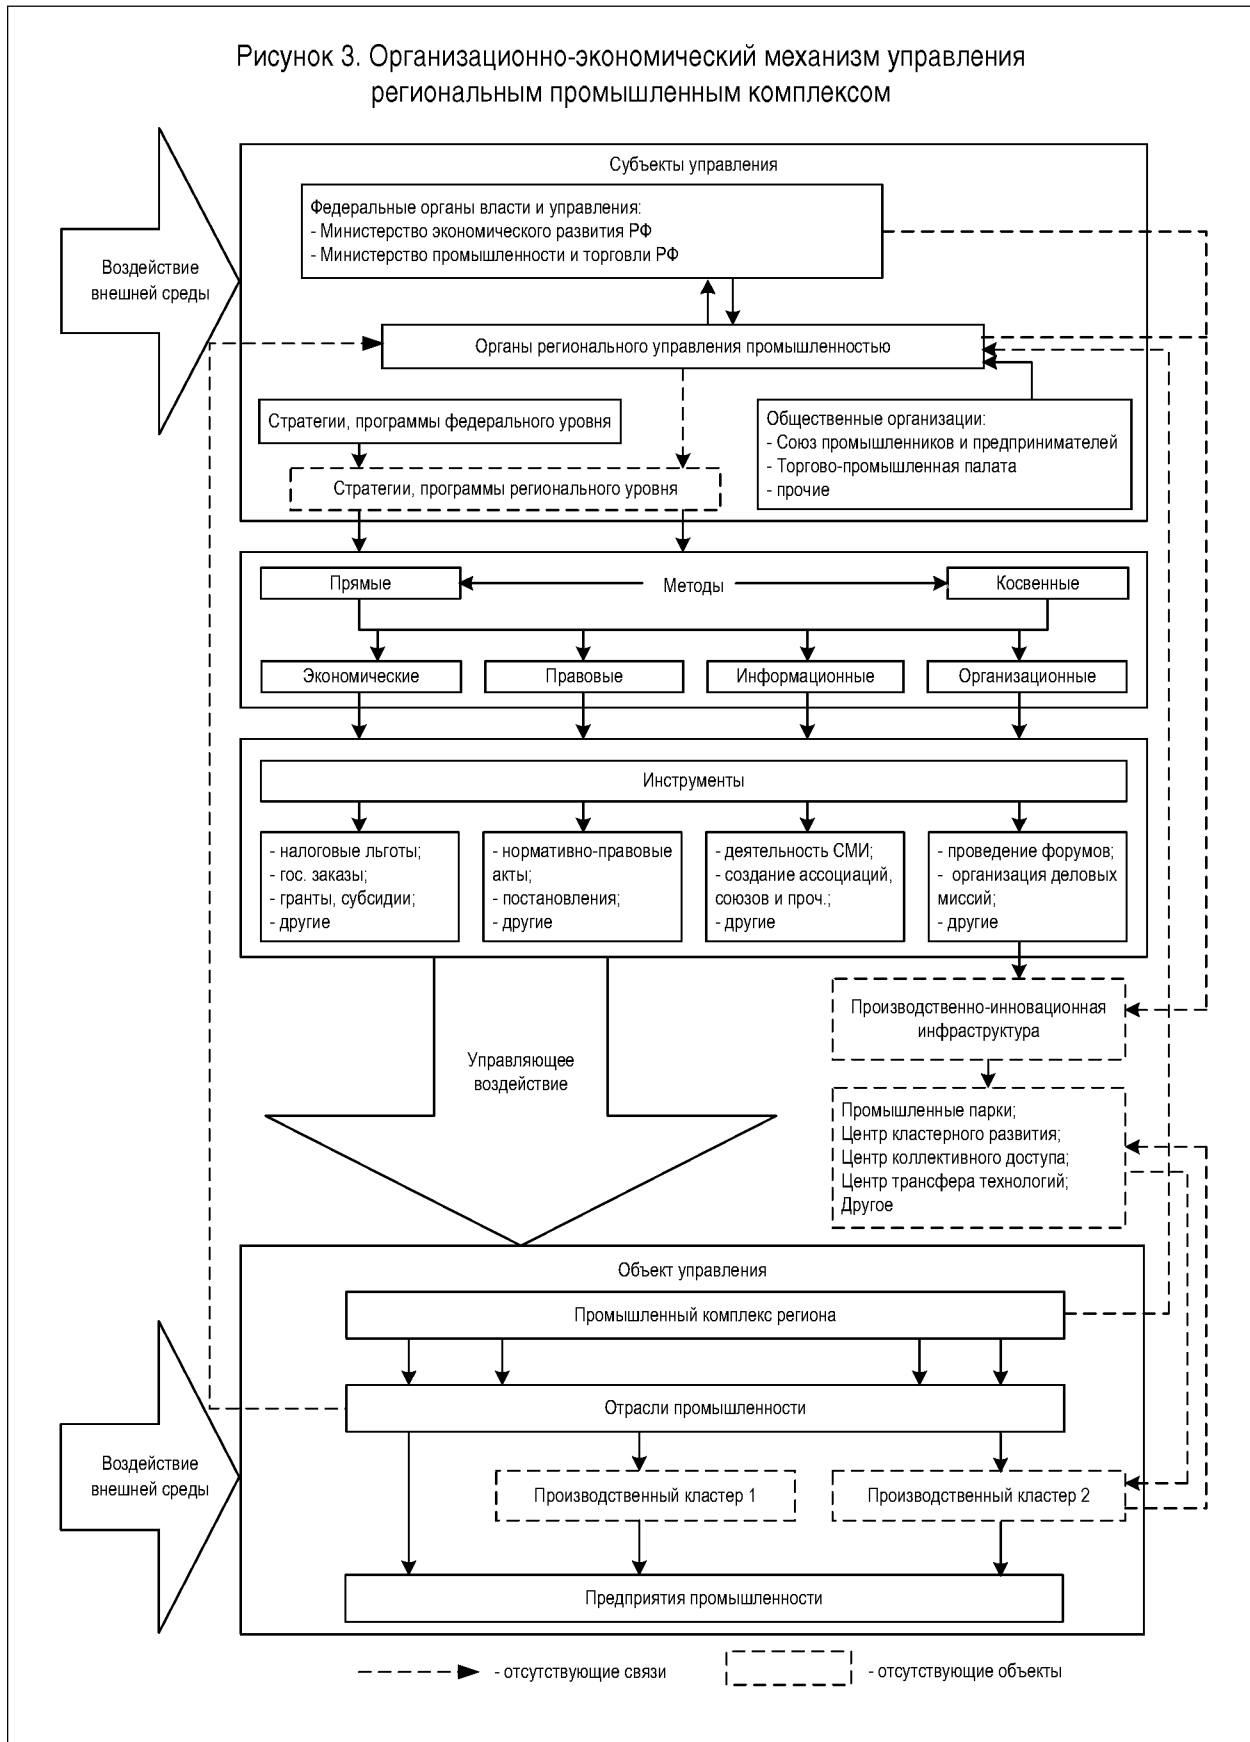 Рисунок 3. Организационно-экономический механизм управления
региональным промышленным комплексом
Субъекты управления
Федеральные органы власти и управления:
- Министерство экономического развития РФ
- Министерство промышленности и торговли РФ
Воздействие
внешней среды
Органы регионального управления промышленностью
Стратегии, программы федерального уровня
Общественные организации:
- Союз промышленников и предпринимателей
- Торгово-промышленная палата
- прочие
Стратегии, программы регионального уровня
Прямые
Методы
Косвенные
Экономические
Правовые
Информационные
Организационные
Инструменты
- налоговые льготы;
- гос. заказы;
- гранты, субсидии;
- другие
- нормативно-правовые
акты;
- постановления;
- другие
- деятельность СМИ;
- создание ассоциаций,
союзов и проч.;
- другие
- проведение форумов;
- организация деловых
миссий;
- другие
Производственно-инновационная
инфраструктура
Управляющее
воздействие
Промышленные парки;
Центр кластерного развития;
Центр коллективного доступа;
Центр трансфера технологий;
Другое
Объект управления
Промышленный комплекс региона
Отрасли промышленности
Воздействие
внешней среды
Производственный кластер 1
Производственный кластер 2
Предприятия промышленности
- отсутствующие связи
- отсутствующие объекты